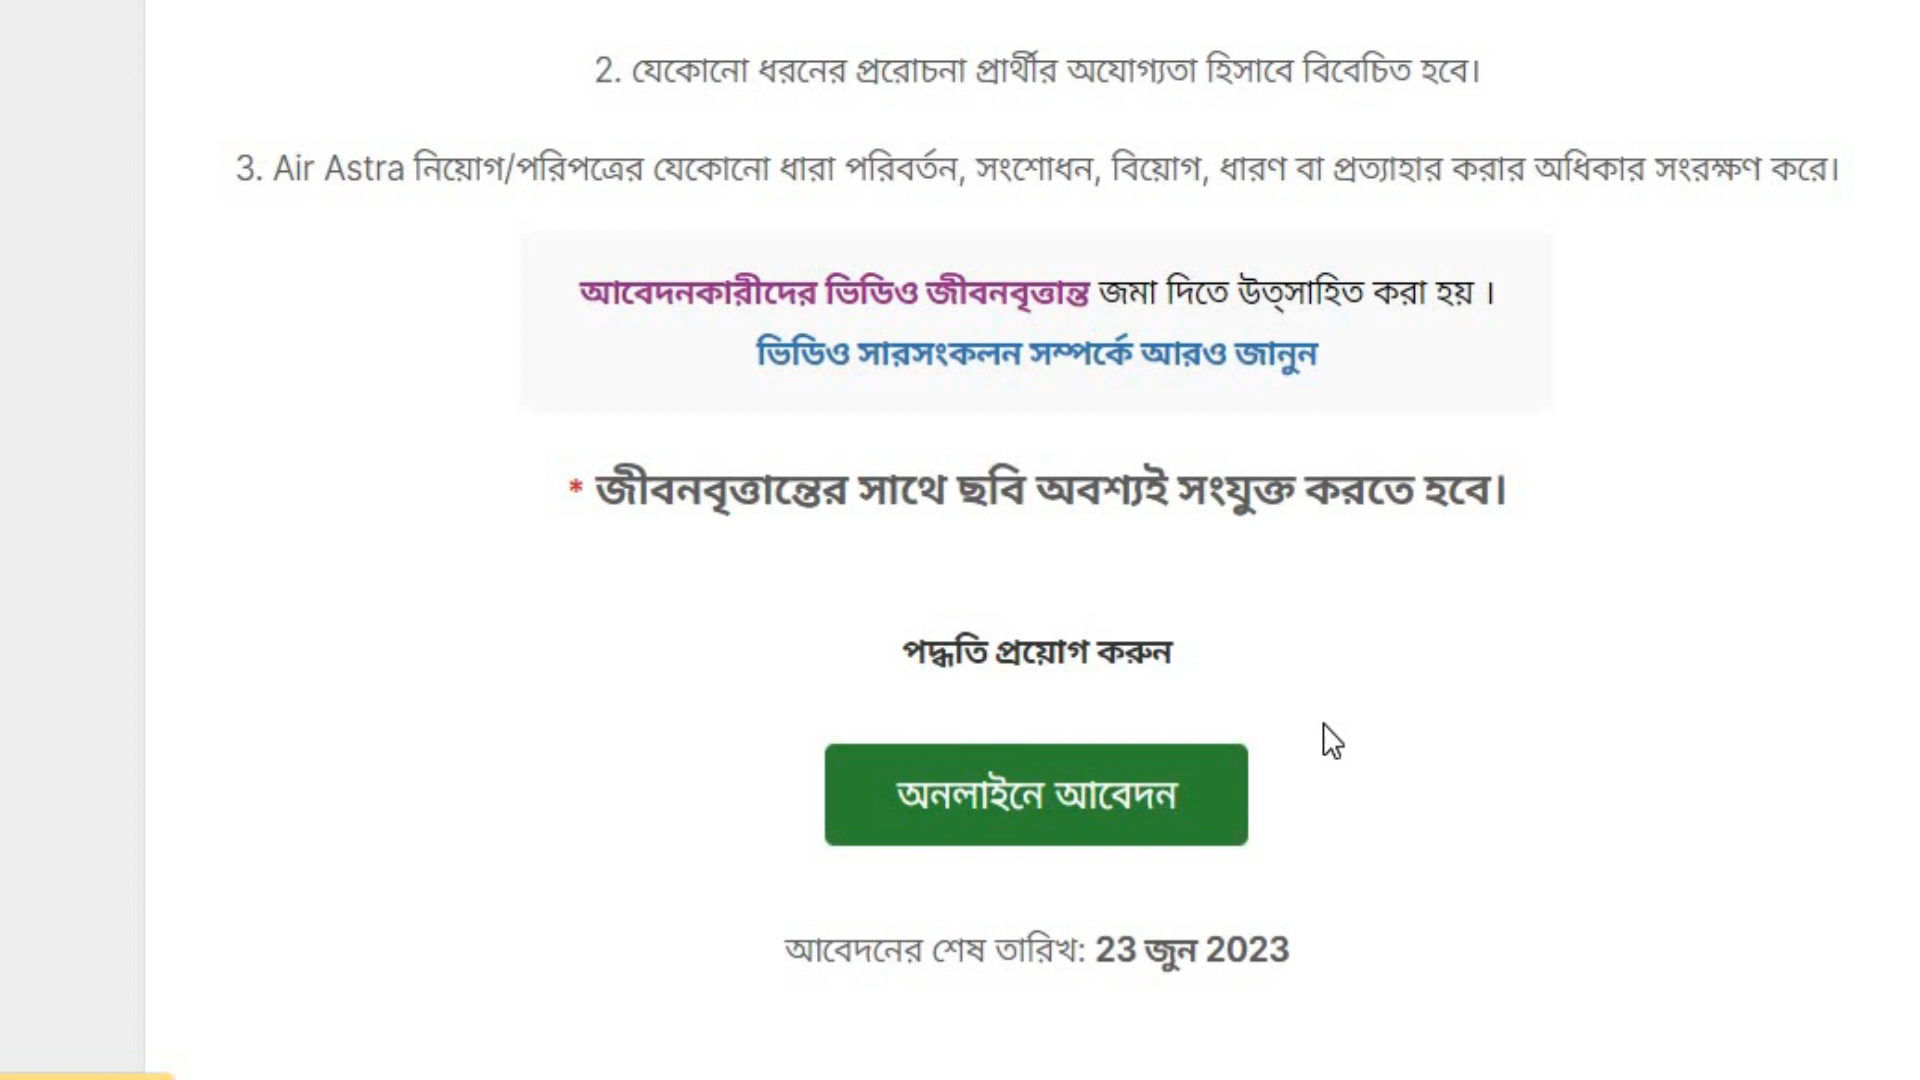 2. যেকোনো ধরনের প্ররোচনা প্রার্থীর অযোগ্যতা হিসাবে বিবেচিত হবে।
3. Air Astra নিয়োগ/পরিপত্রের যেকোনো ধারা পরিবর্তন, সংশোধন, বিয়োগ, ধারণ বা প্রত্যাহার করার অধিকার সংরক্ষণ করে।
আবেদনকারীদের ভিডিও জীবনবৃত্তান্ত জমা দিতে উত্সাহিত করা হয় ।
ভিডিও সারসংকলন সম্পর্কে আরও জানুন
* জীবনবৃত্তান্তের সাথে ছবি অবশ্যই সংযুক্ত করতে হবে।
পদ্ধতি প্রয়োগ করুন
অনলাইনে আবেদন
আবেদনের শেষ তারিখ: 23 জুন 2023